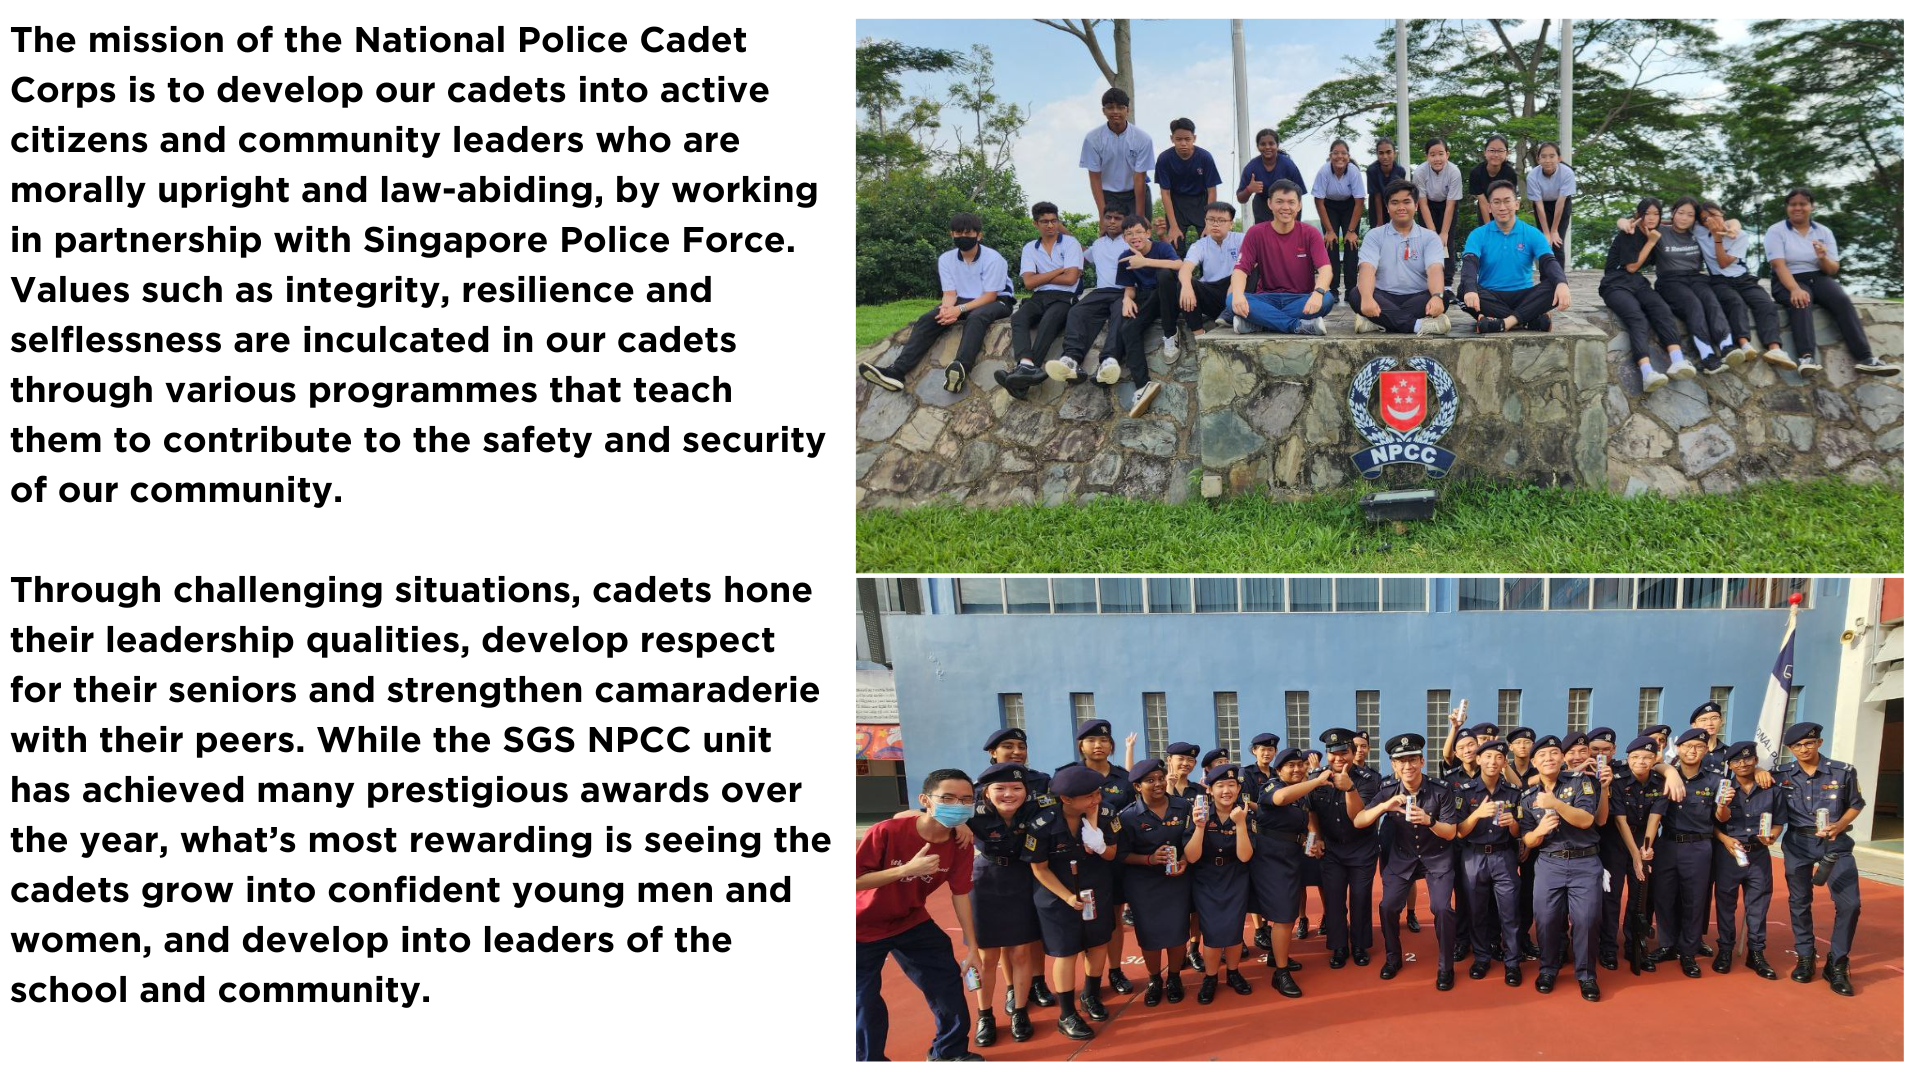 The mission of the National Police Cadet
Corps is to develop our cadets into active
citizens and community leaders who are
morally upright and law-abiding, by working
in partnership with Singapore Police Force.
Values such as integrity, resilience and
selflessness are inculcated in our cadets
through various programmes that teach
them to contribute to the safety and security
of our community.
Through challenging situations, cadets hone
their leadership qualities, develop respect
for their seniors and strengthen camaraderie
with their peers. While the SGS NPCC unit
has achieved many prestigious awards over
the year, what’s most rewarding is seeing the
cadets grow into confident young men and
women, and develop into leaders of the
school and community.
NPCC